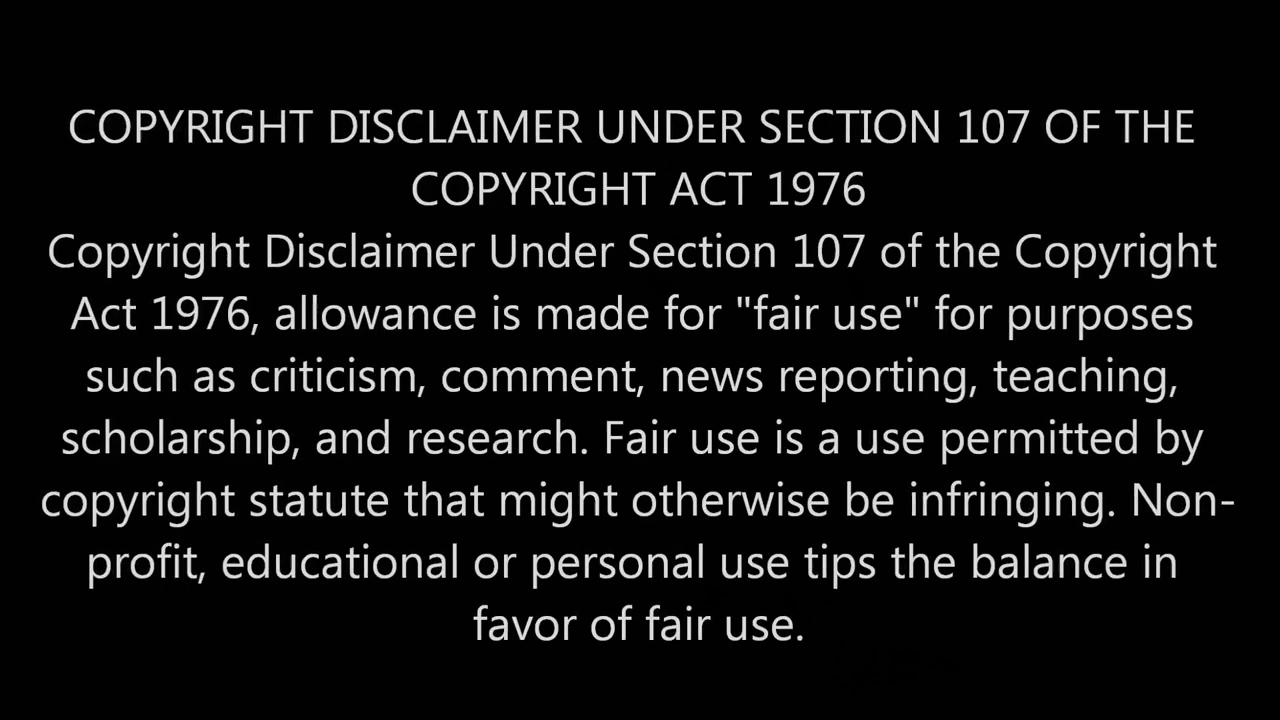 COPYRIGHT DISCLAIMER UNDER SECTION 107 OF THE
COPYRIGHT ACT 1976
Copyright Disclaimer Under Section 107 of the Copyright
Act 1976, allowance is made for "fair use" for purposes
such as criticism, comment, news reporting, teaching,
scholarship, and research. Fair use is a use permitted by
copyright statute that might otherwise be infringing. Non-
profit, educational or personal use tips the balance in
favor of fair use.